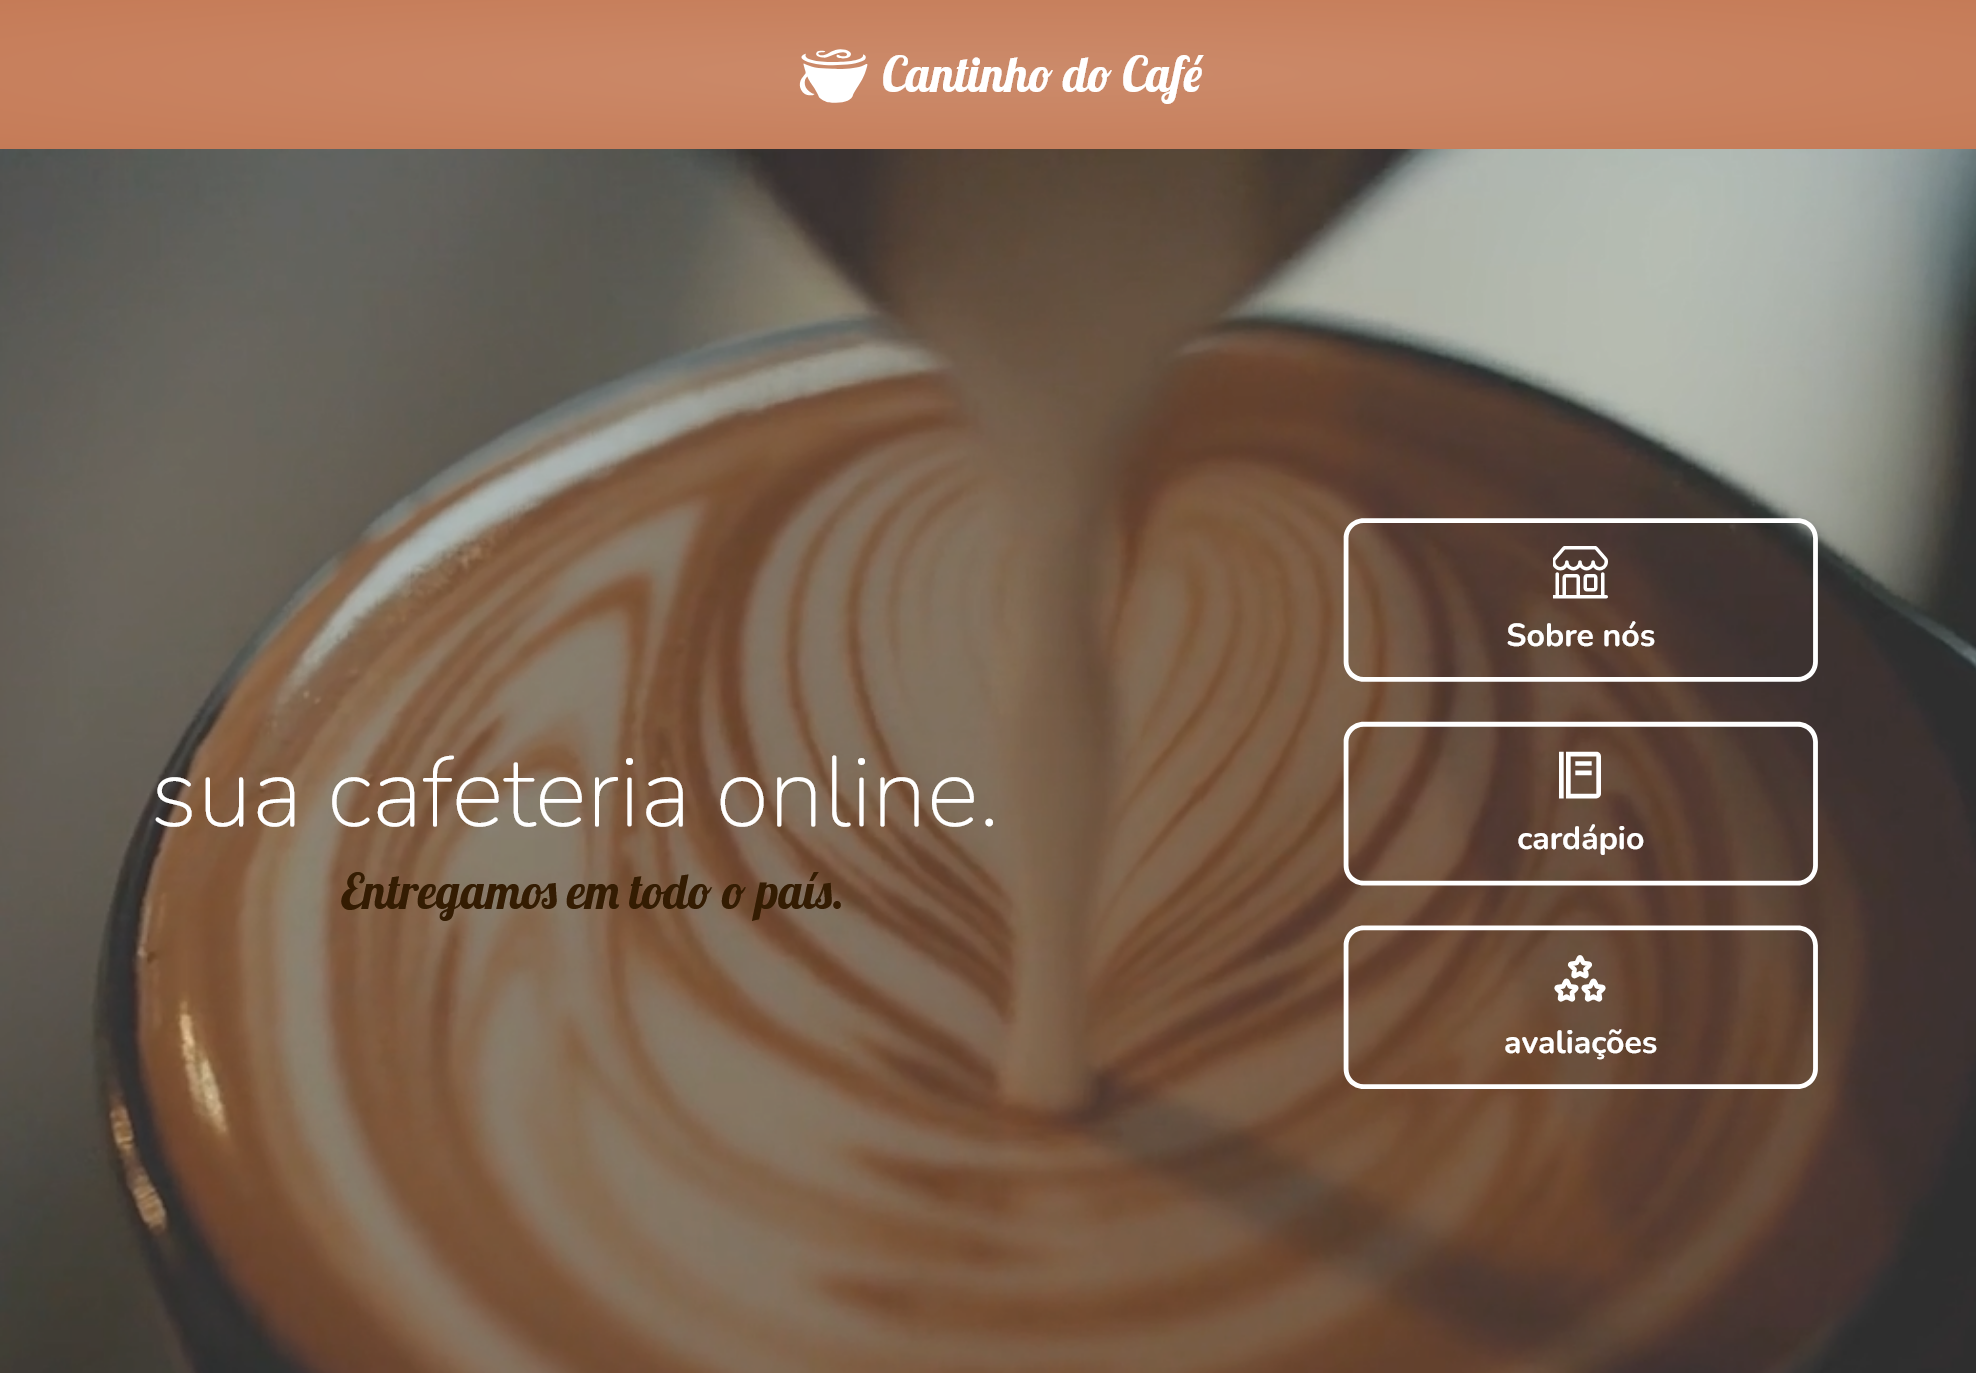 Cantinho do Café
sua cafeteria online.
Entregamos em todo o país.
Sobre nós
cardápio
avaliações